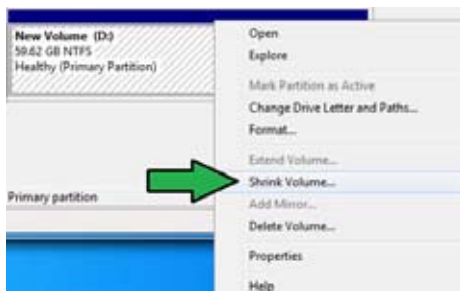 New Volume (D:)
59.62 GB NTFS
Healthy (Primary Partition)
Primary partition
Open
Explore
Mark Partition as Active
Change Drive Letter and Paths...
Format...
Extend Volume...
Shrink Volume...
Add Mirror...
Delete Volume...
Properties
Help